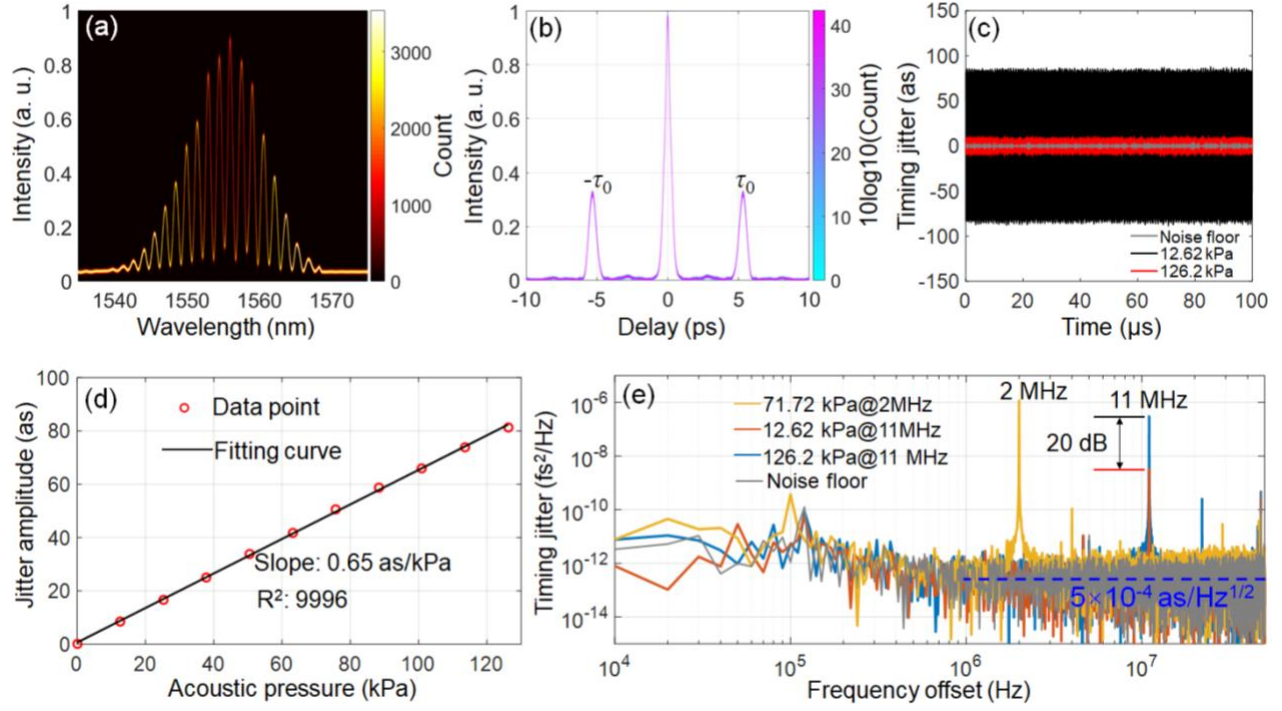 (a)
Intensity (a. u.)
1
0.8
0.6
0.4
0.2
0
1540 1550 1560 1570
Wavelength (nm)
3000
2000
1000
0
Count
(b)
Intensity (a. u.)
1
0.8
0.6
0.4
0.2
0
-τ0 τ0
-10 -5 0 5 10
Delay (ps)
40
30
20
10
0
10log10(Count)
(c)
Timing jitter (as)
150
100
50
0
-50
-100
-150
Noise floor
12.62 kPa
126.2 kPa
0 20 40 60 80 100
Time (µs)
(d)
Jitter amplitude (as)
100
80
60
40
20
0
Data point
Fitting curve
Slope: 0.65 as/kPa
R²: 9996
0 20 40 60 80 100 120
Acoustic pressure (kPa)
(e)
Timing jitter (fs²/Hz)
10⁻⁶
10⁻⁸
10⁻¹⁰
10⁻¹²
10⁻¹⁴
71.72 kPa@2MHz
12.62 kPa@11MHz
126.2 kPa@11 MHz
Noise floor
2 MHz
11 MHz
20 dB
5×10⁻⁴ as/Hz¹/²
10⁴ 10⁵ 10⁶ 10⁷
Frequency offset (Hz)